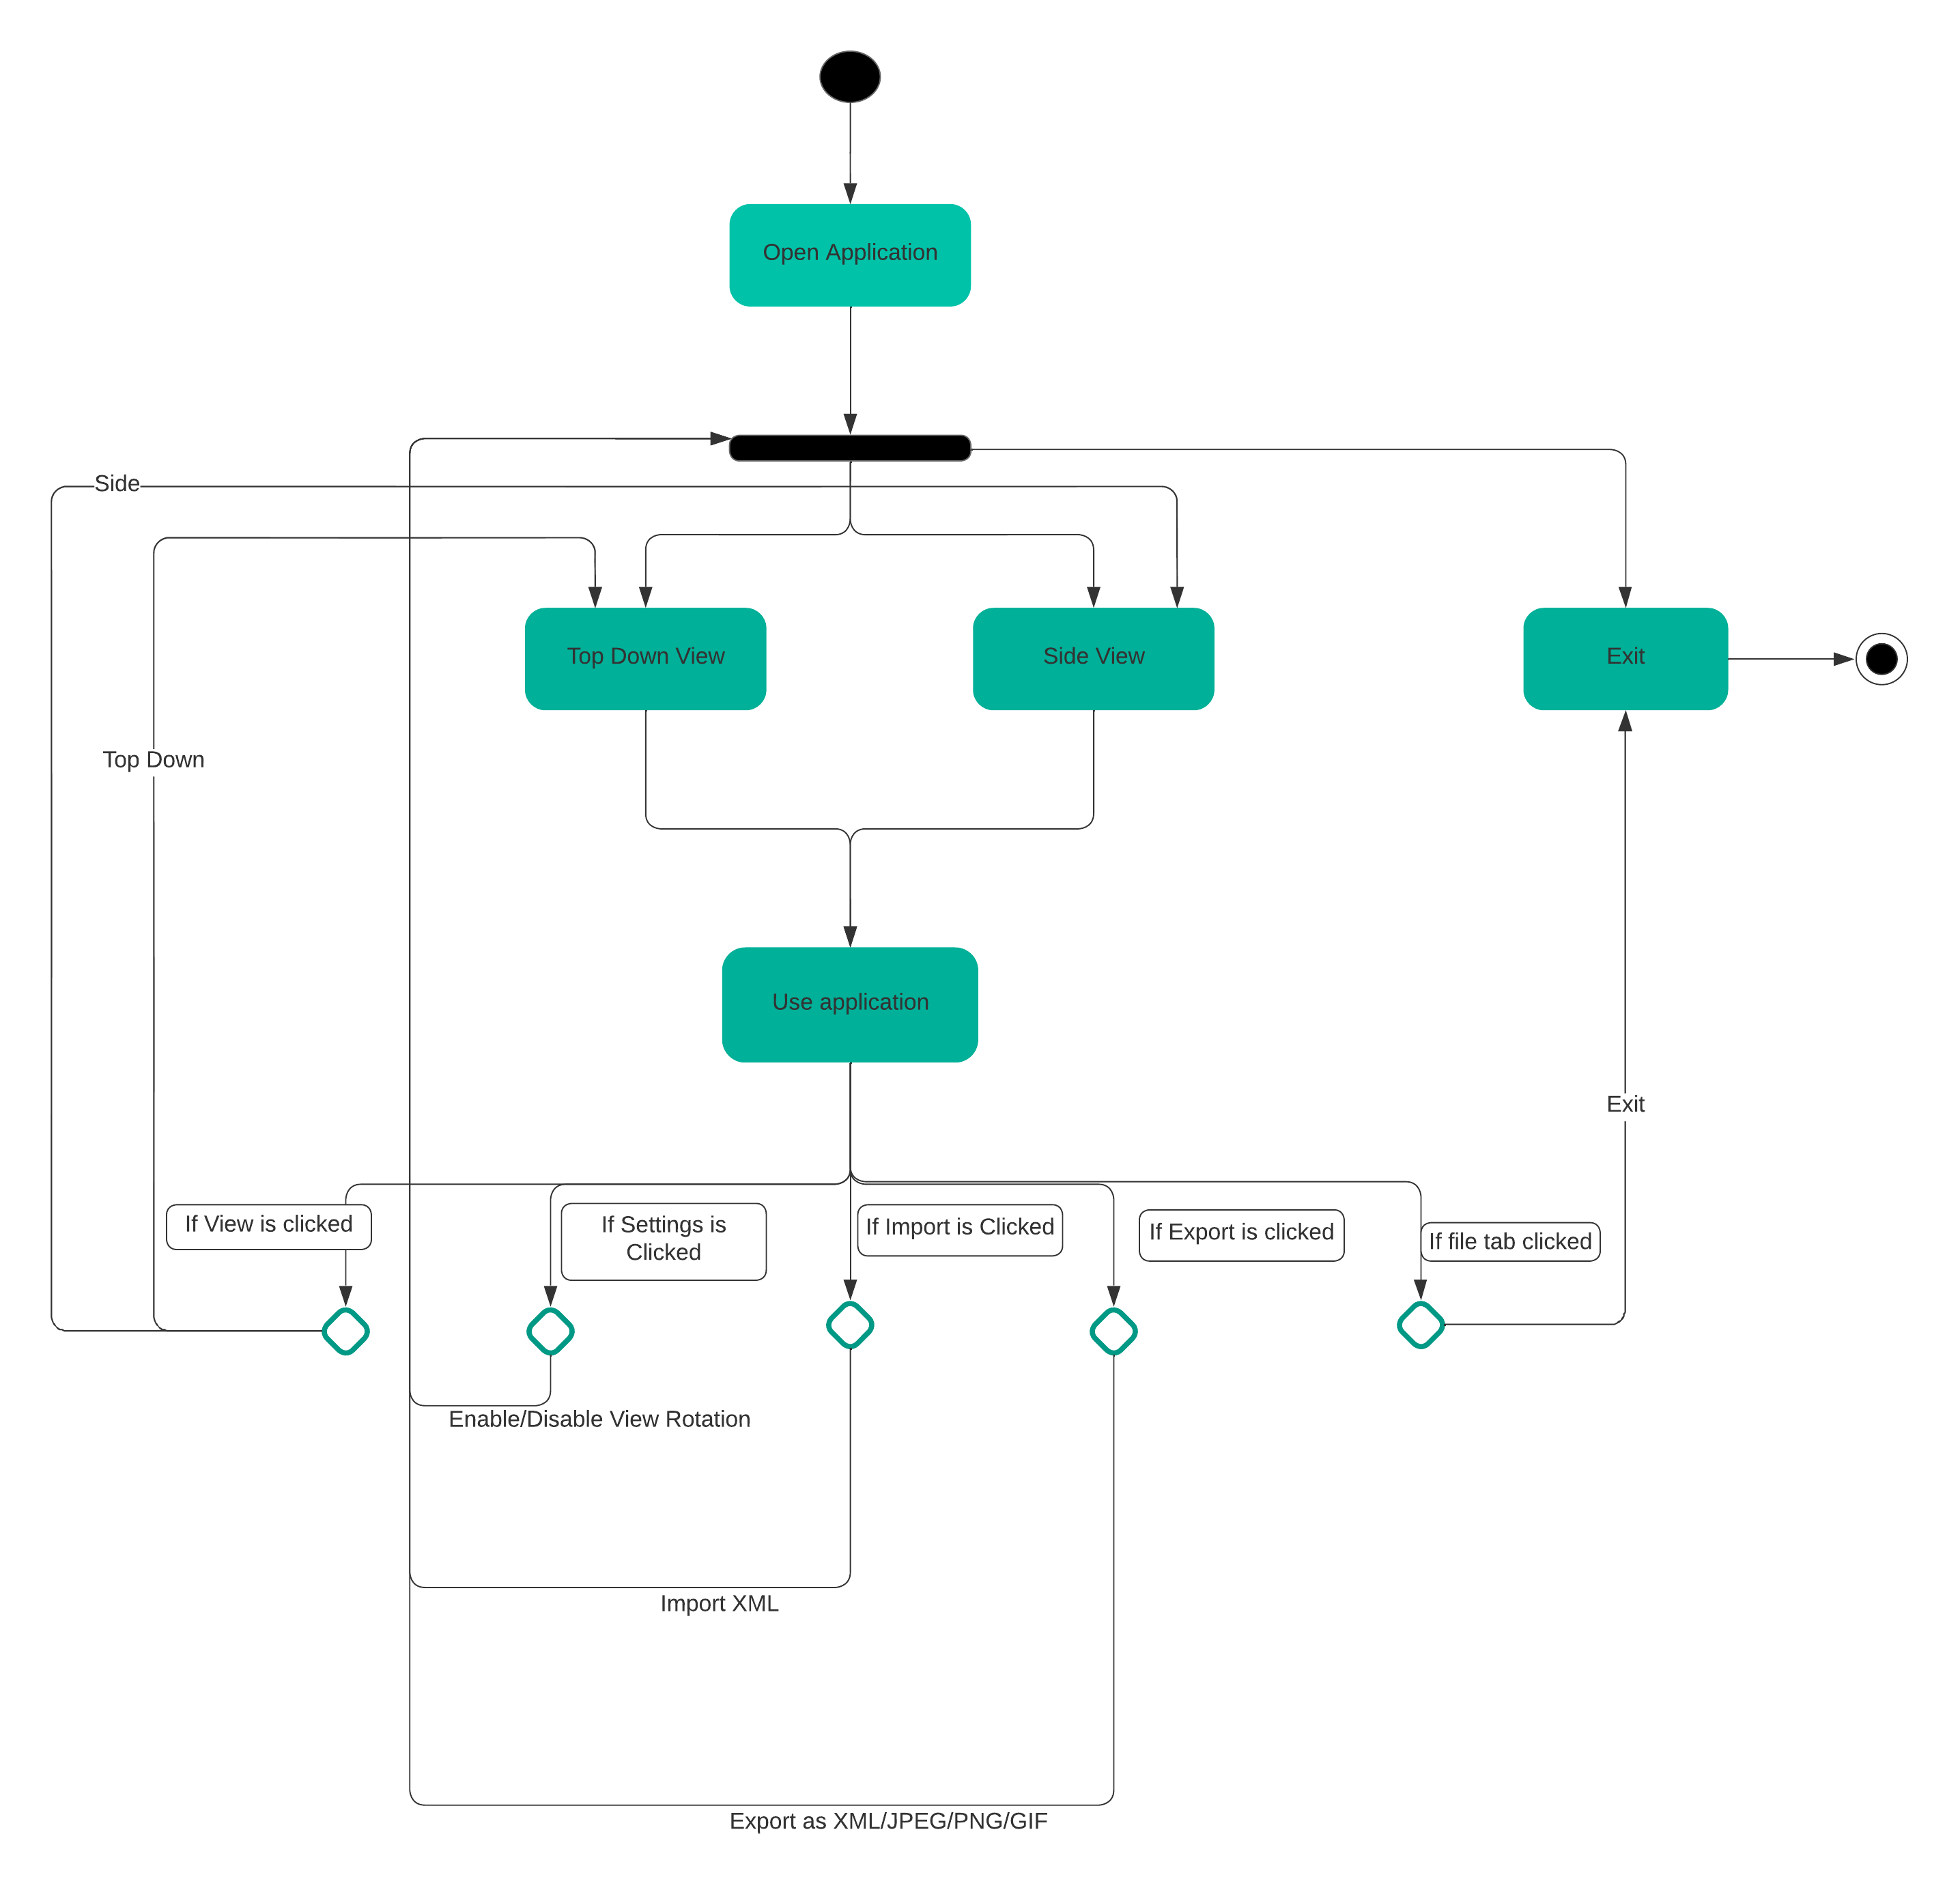 Open Application
Side
Top Down View
Side View
Exit
Top Down
Use application
Exit
If View is clicked
If Settings is
Clicked
If Import is Clicked
If Export is clicked
If file tab clicked
Enable/Disable View Rotation
Import XML
Export as XML/JPEG/PNG/GIF